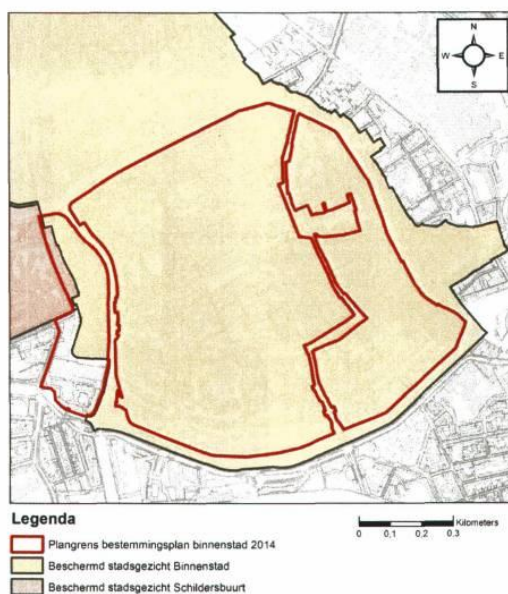 N
W E
S
Legenda
Plangrens bestemmingsplan binnenstad 2014
Beschermd stadsgezicht Binnenstad
Beschermd stadsgezicht Schildersbuurt
Kilometers
0 0,1 0,2 0.3